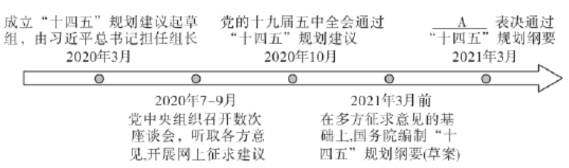 成立“十四五”规划建议起草
组，由习近平总书记担任组长
2020年3月
党的十九届五中全会通过
“十四五”规划建议
2020年10月
A 表决通过
“十四五”规划纲要
2021年3月
2020年7-9月
党中央组织召开数次
座谈会，听取各方意
见,开展网上征求建议
2021年3月前
在多方征求意见的基
础上,国务院编制“十
四五”规划纲要(草案)